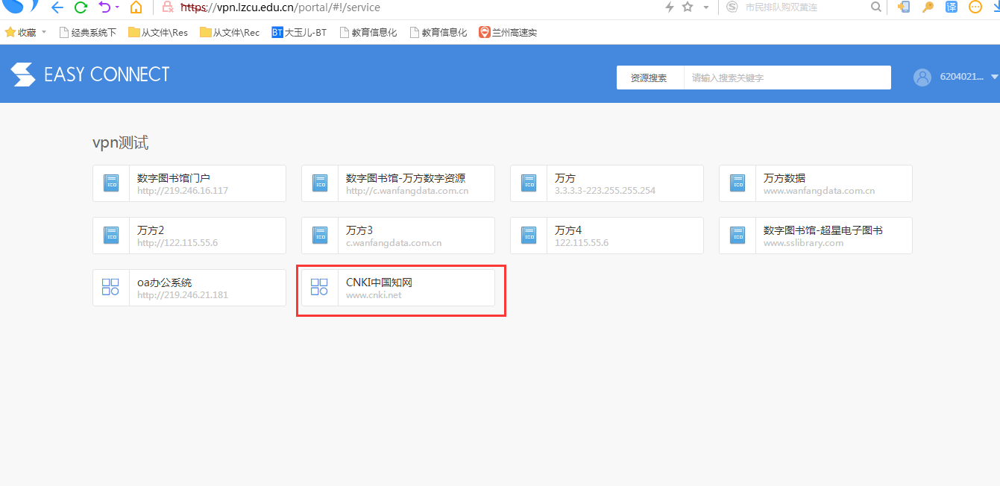 https://vpn.lzcu.edu.cn/portal/#!/service
市民排队购双黄连
译
收藏 经典系统下 从文件\Res 从文件\Rec BT 大玉儿-BT 教育信息化 教育信息化 兰州高速实
EASY CONNECT
资源搜索 请输入搜索关键字 6204021...
vpn测试
数字图书馆门户
http://219.246.16.117
数字图书馆-万方数字资源
http://c.wanfangdata.com.cn
万方
3.3.3.3-223.255.255.254
万方数据
www.wanfangdata.com.cn
万方2
http://122.115.55.6
万方3
c.wanfangdata.com.cn
万方4
122.115.55.6
数字图书馆-超星电子图书
www.sslibrary.com
oa办公系统
http://219.246.21.181
CNKI中国知网
www.cnki.net